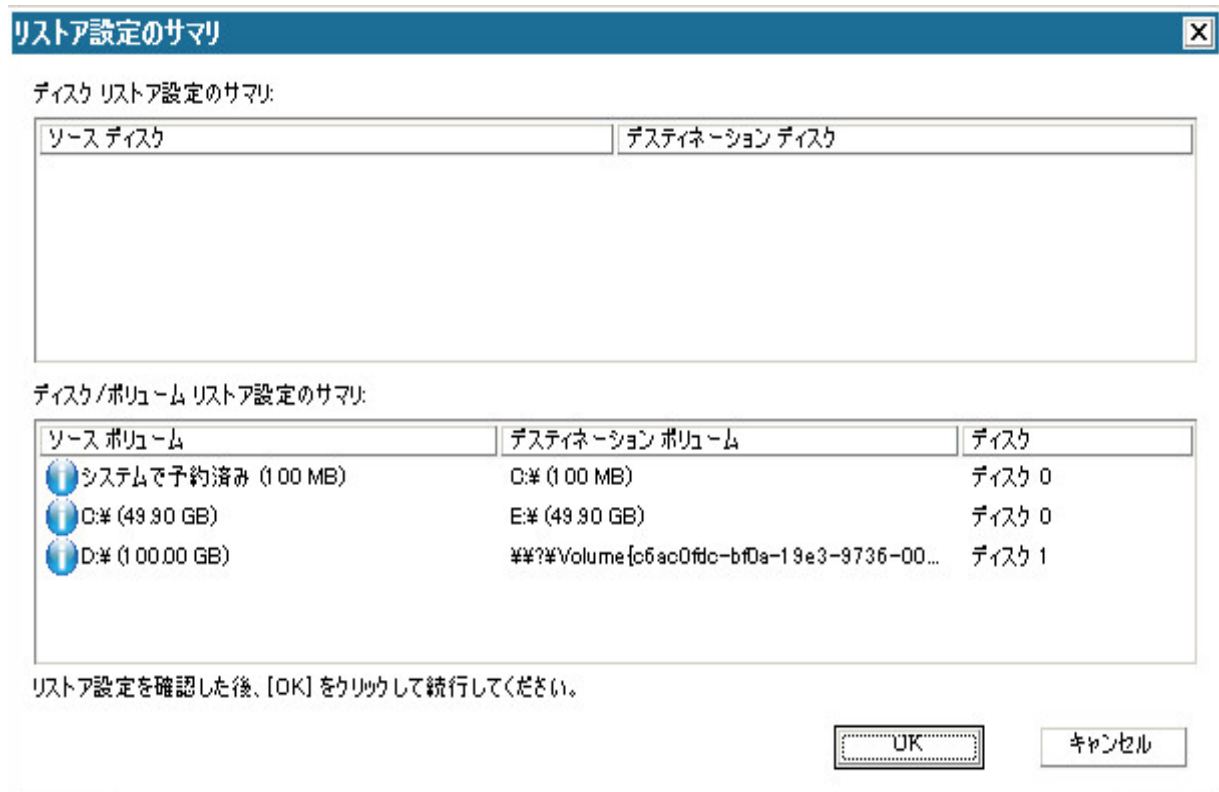 リストア設定のサマリ
ディスク リストア設定のサマリ:
ソース ディスク デスティネーション ディスク
ディスク/ボリューム リストア設定のサマリ:
ソース ボリューム デスティネーション ボリューム ディスク
システムで予約済み (100 MB) C:¥ (100 MB) ディスク 0
C:¥ (49.90 GB) E:¥ (49.90 GB) ディスク 0
D:¥ (100.00 GB) ¥¥?¥Volume{c6ac0fdc-bf0a-19e3-9736-00... ディスク 1
リストア設定を確認した後、[OK] をクリックして続行してください。
OK キャンセル